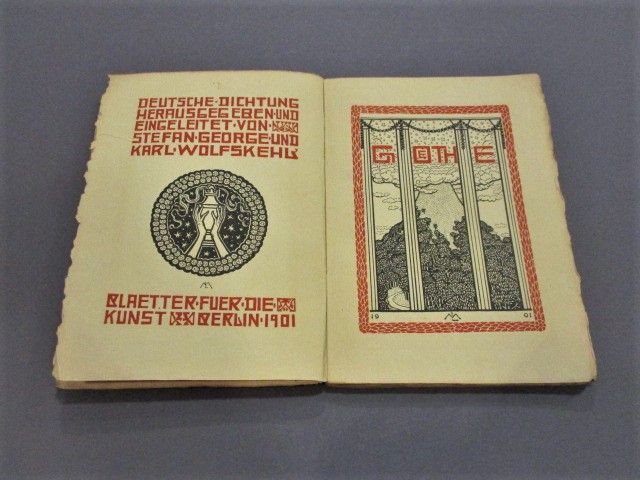 DEUTSCHE·DICHTUNG
HERAUSGEGEBEN·UND
EINGELEITET·VON
STEFAN·GEORGE·UND
KARL·WOLFSKEHL
BLAETTER·FUER·DIE
KUNST BERLIN·1901
GOETHE
19 01